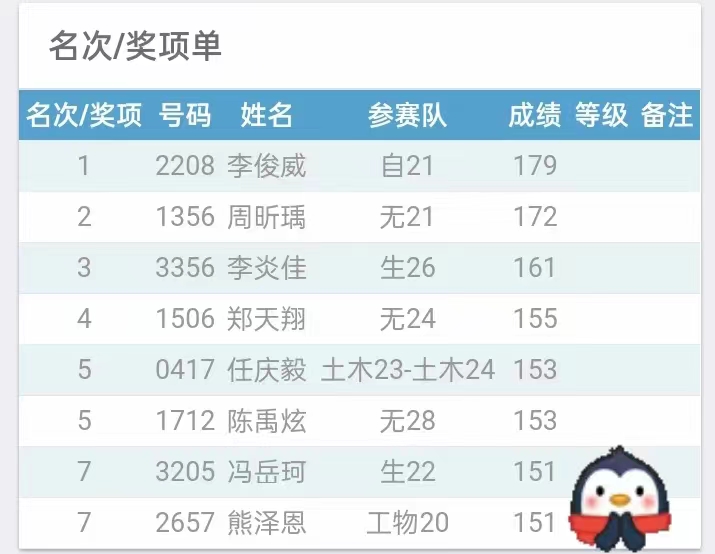 名次/奖项单
名次/奖项 号码 姓名 参赛队 成绩 等级 备注
1 2208 李俊威 自21 179
2 1356 周昕瑀 无21 172
3 3356 李炎佳 生26 161
4 1506 郑天翔 无24 155
5 0417 任庆毅 土木23-土木24 153
5 1712 陈禹炫 无28 153
7 3205 冯岳珂 生22 151
7 2657 熊泽恩 工物20 151